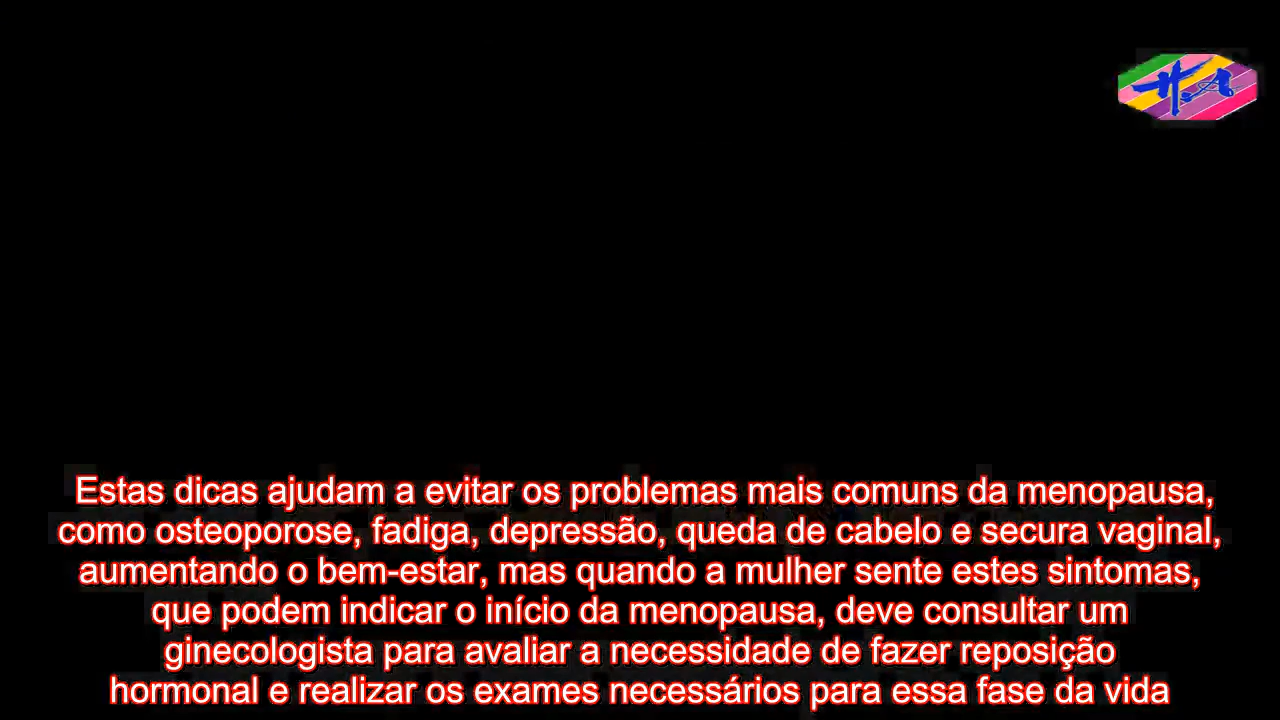 H.A
Estas dicas ajudam a evitar os problemas mais comuns da menopausa,
como osteoporose, fadiga, depressão, queda de cabelo e secura vaginal,
aumentando o bem-estar, mas quando a mulher sente estes sintomas,
que podem indicar o início da menopausa, deve consultar um
ginecologista para avaliar a necessidade de fazer reposição
hormonal e realizar os exames necessários para essa fase da vida